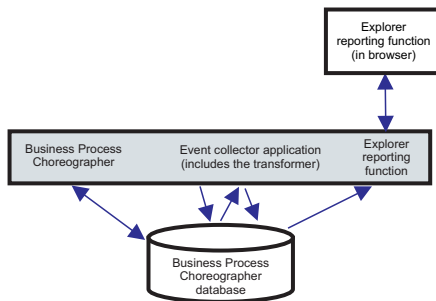 Explorer
reporting function
(in browser)
Business Process
Choreographer
Event collector application
(includes the transformer)
Explorer
reporting
function
Business Process
Choreographer
database